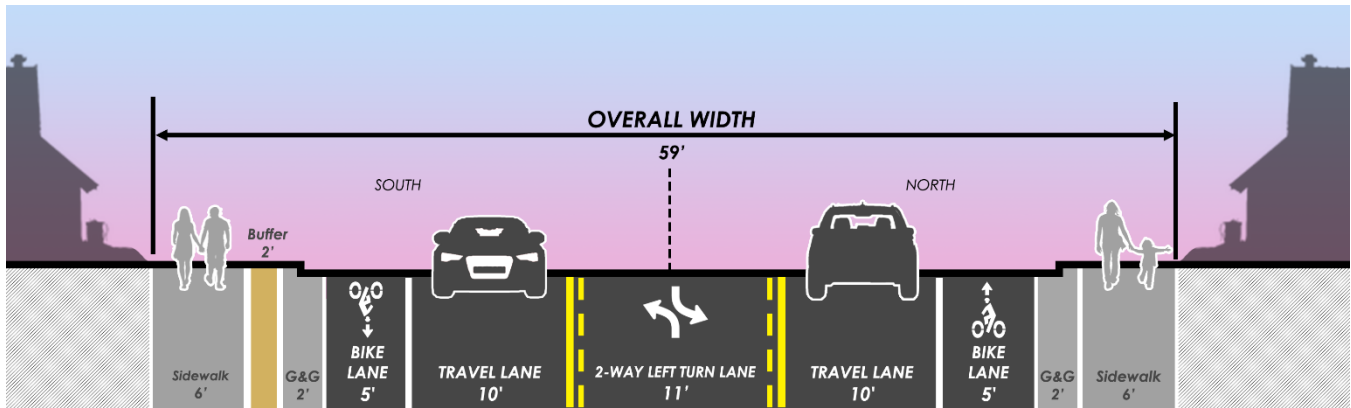 OVERALL WIDTH
59'
SOUTH
NORTH
Buffer
2'
Sidewalk
6'
G&G
2'
BIKE
LANE
5'
TRAVEL LANE
10'
2-WAY LEFT TURN LANE
11'
TRAVEL LANE
10'
BIKE
LANE
5'
G&G
2'
Sidewalk
6'